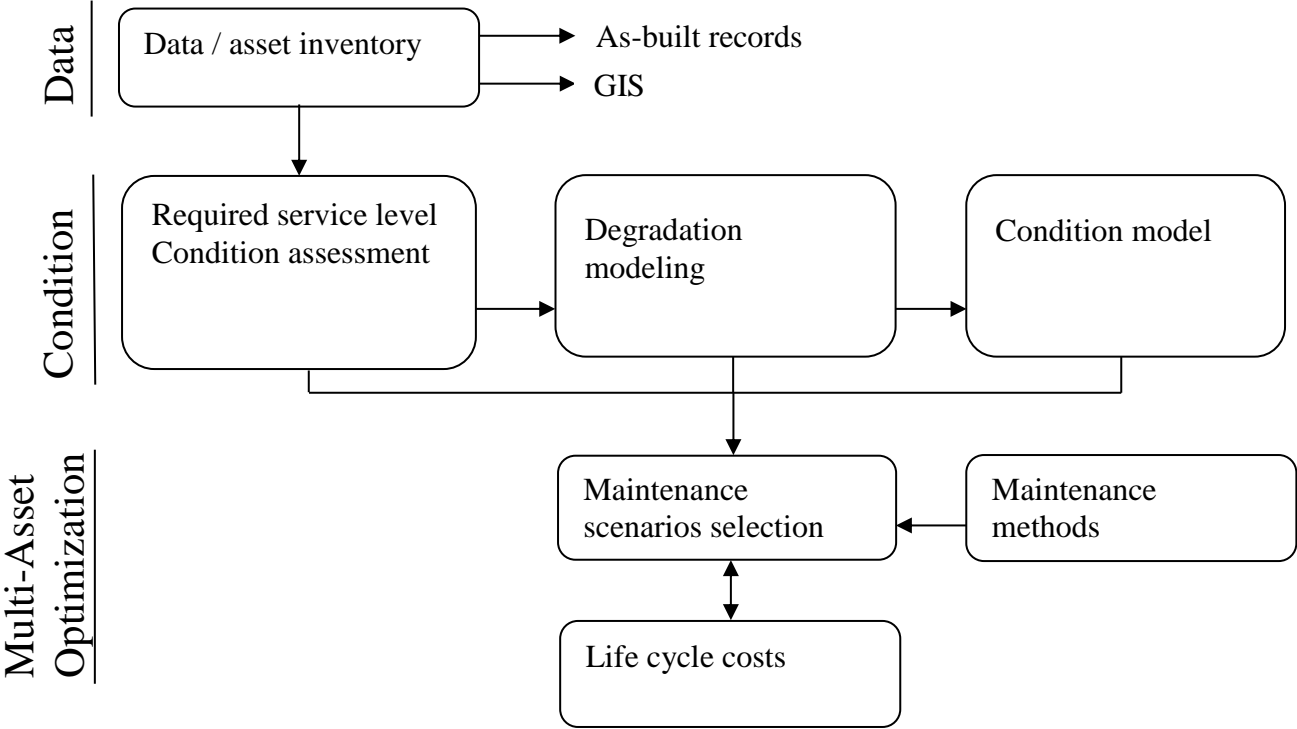 Data
Data / asset inventory
As-built records
GIS
Condition
Required service level
Condition assessment
Degradation
modeling
Condition model
Multi-Asset
Optimization
Maintenance
scenarios selection
Maintenance
methods
Life cycle costs